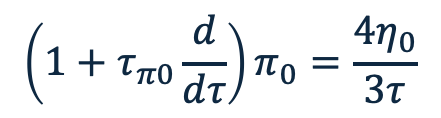 (1 + τ_{π0} d/dτ) π_0 = 4η_0/3τ